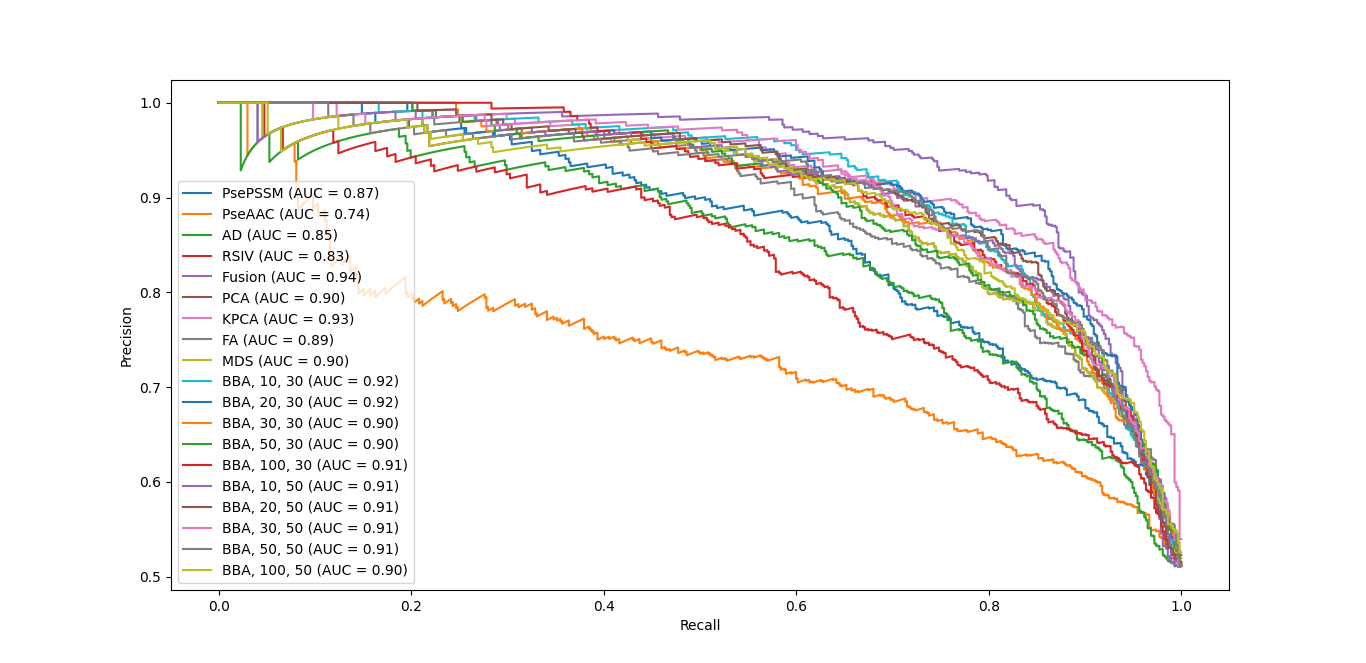 1.0
0.9
0.8
0.7
0.6
0.5
Precision
PsePSSM (AUC = 0.87)
PseAAC (AUC = 0.74)
AD (AUC = 0.85)
RSIV (AUC = 0.83)
Fusion (AUC = 0.94)
PCA (AUC = 0.90)
KPCA (AUC = 0.93)
FA (AUC = 0.89)
MDS (AUC = 0.90)
BBA, 10, 30 (AUC = 0.92)
BBA, 20, 30 (AUC = 0.92)
BBA, 30, 30 (AUC = 0.90)
BBA, 50, 30 (AUC = 0.90)
BBA, 100, 30 (AUC = 0.91)
BBA, 10, 50 (AUC = 0.91)
BBA, 20, 50 (AUC = 0.91)
BBA, 30, 50 (AUC = 0.91)
BBA, 50, 50 (AUC = 0.91)
BBA, 100, 50 (AUC = 0.90)
0.0 0.2 0.4 0.6 0.8 1.0
Recall